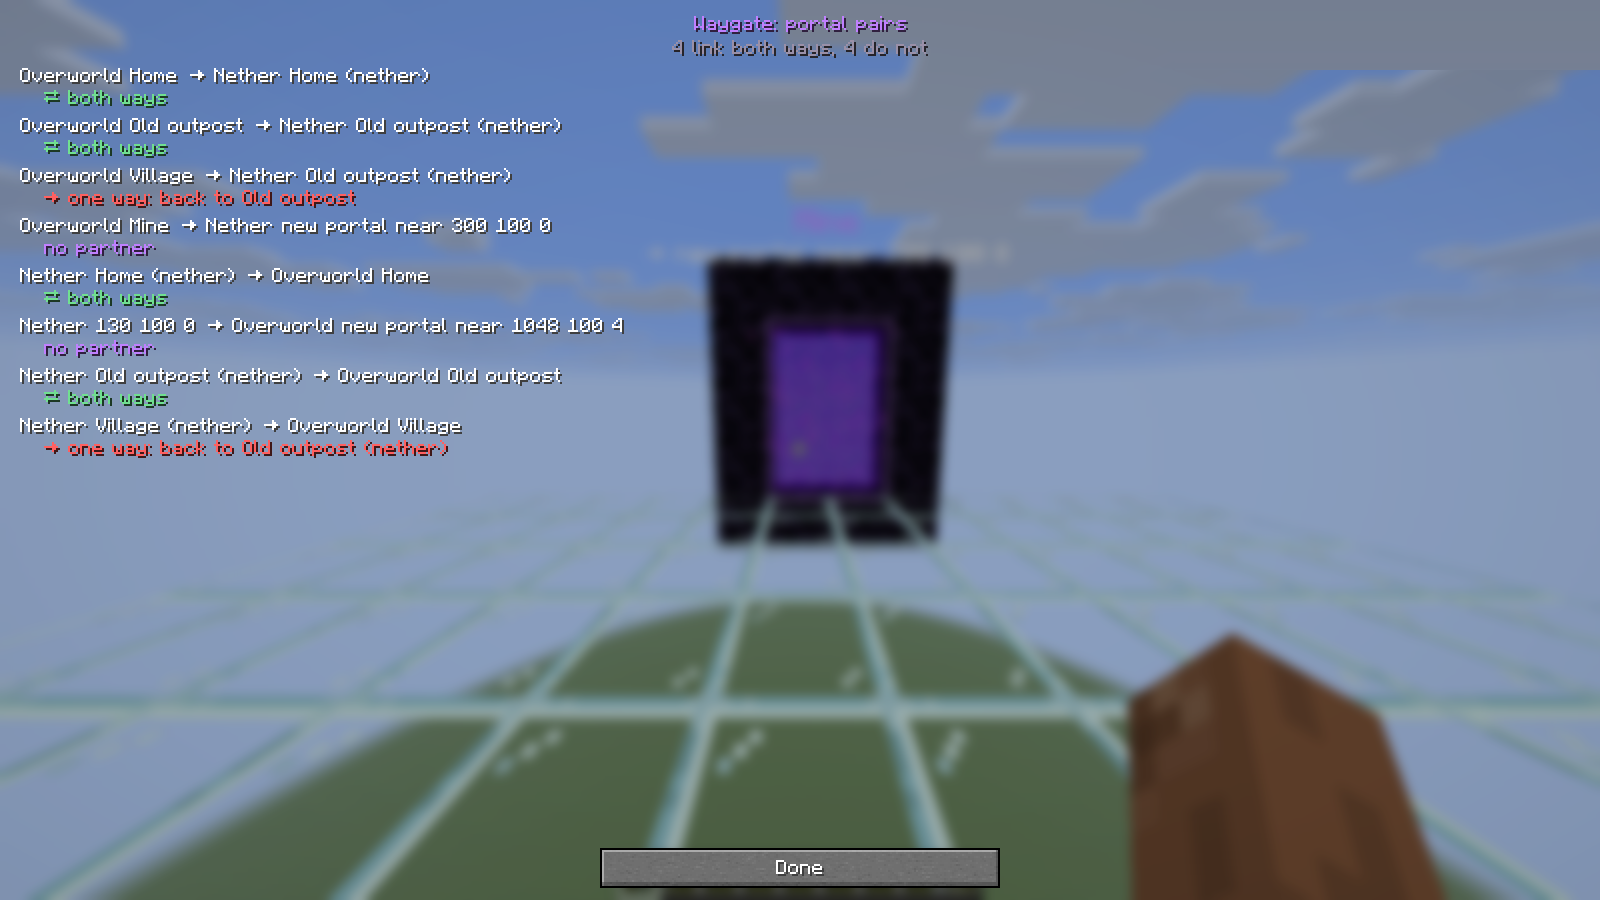 Waygate: portal pairs
4 link both ways, 4 do not
Overworld Home → Nether Home (nether)
⇄ both ways
Overworld Old outpost → Nether Old outpost (nether)
⇄ both ways
Overworld Village → Nether Old outpost (nether)
→ one way: back to Old outpost
Overworld Mine → Nether new portal near 300 100 0
no partner
Nether Home (nether) → Overworld Home
⇄ both ways
Nether 130 100 0 → Overworld new portal near 1048 100 4
no partner
Nether Old outpost (nether) → Overworld Old outpost
⇄ both ways
Nether Village (nether) → Overworld Village
→ one way: back to Old outpost (nether)
Done